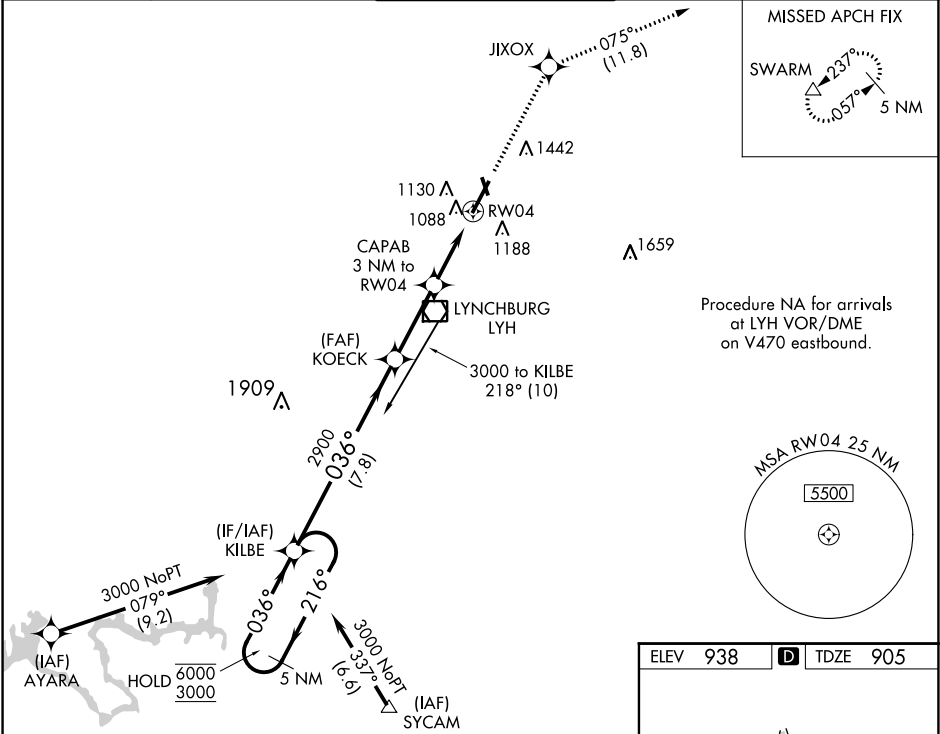 MISSED APCH FIX
SWARM
237°
057°
5 NM
JIXOX
075°
(11.8)
1442
1130
1088
RW04
1188
1659
CAPAB
3 NM to
RW04
LYNCHBURG
LYH
Procedure NA for arrivals
at LYH VOR/DME
on V470 eastbound.
(FAF)
KOECK
3000 to KILBE
218° (10)
1909
2900
036°
(7.8)
MSA RW04 25 NM
5500
(IF/IAF)
KILBE
3000 NoPT
079°
(9.2)
036°
216°
(IAF)
AYARA
HOLD
6000
3000
5 NM
3000 NoPT
337°
(6.6)
(IAF)
SYCAM
ELEV 938
D
TDZE 905